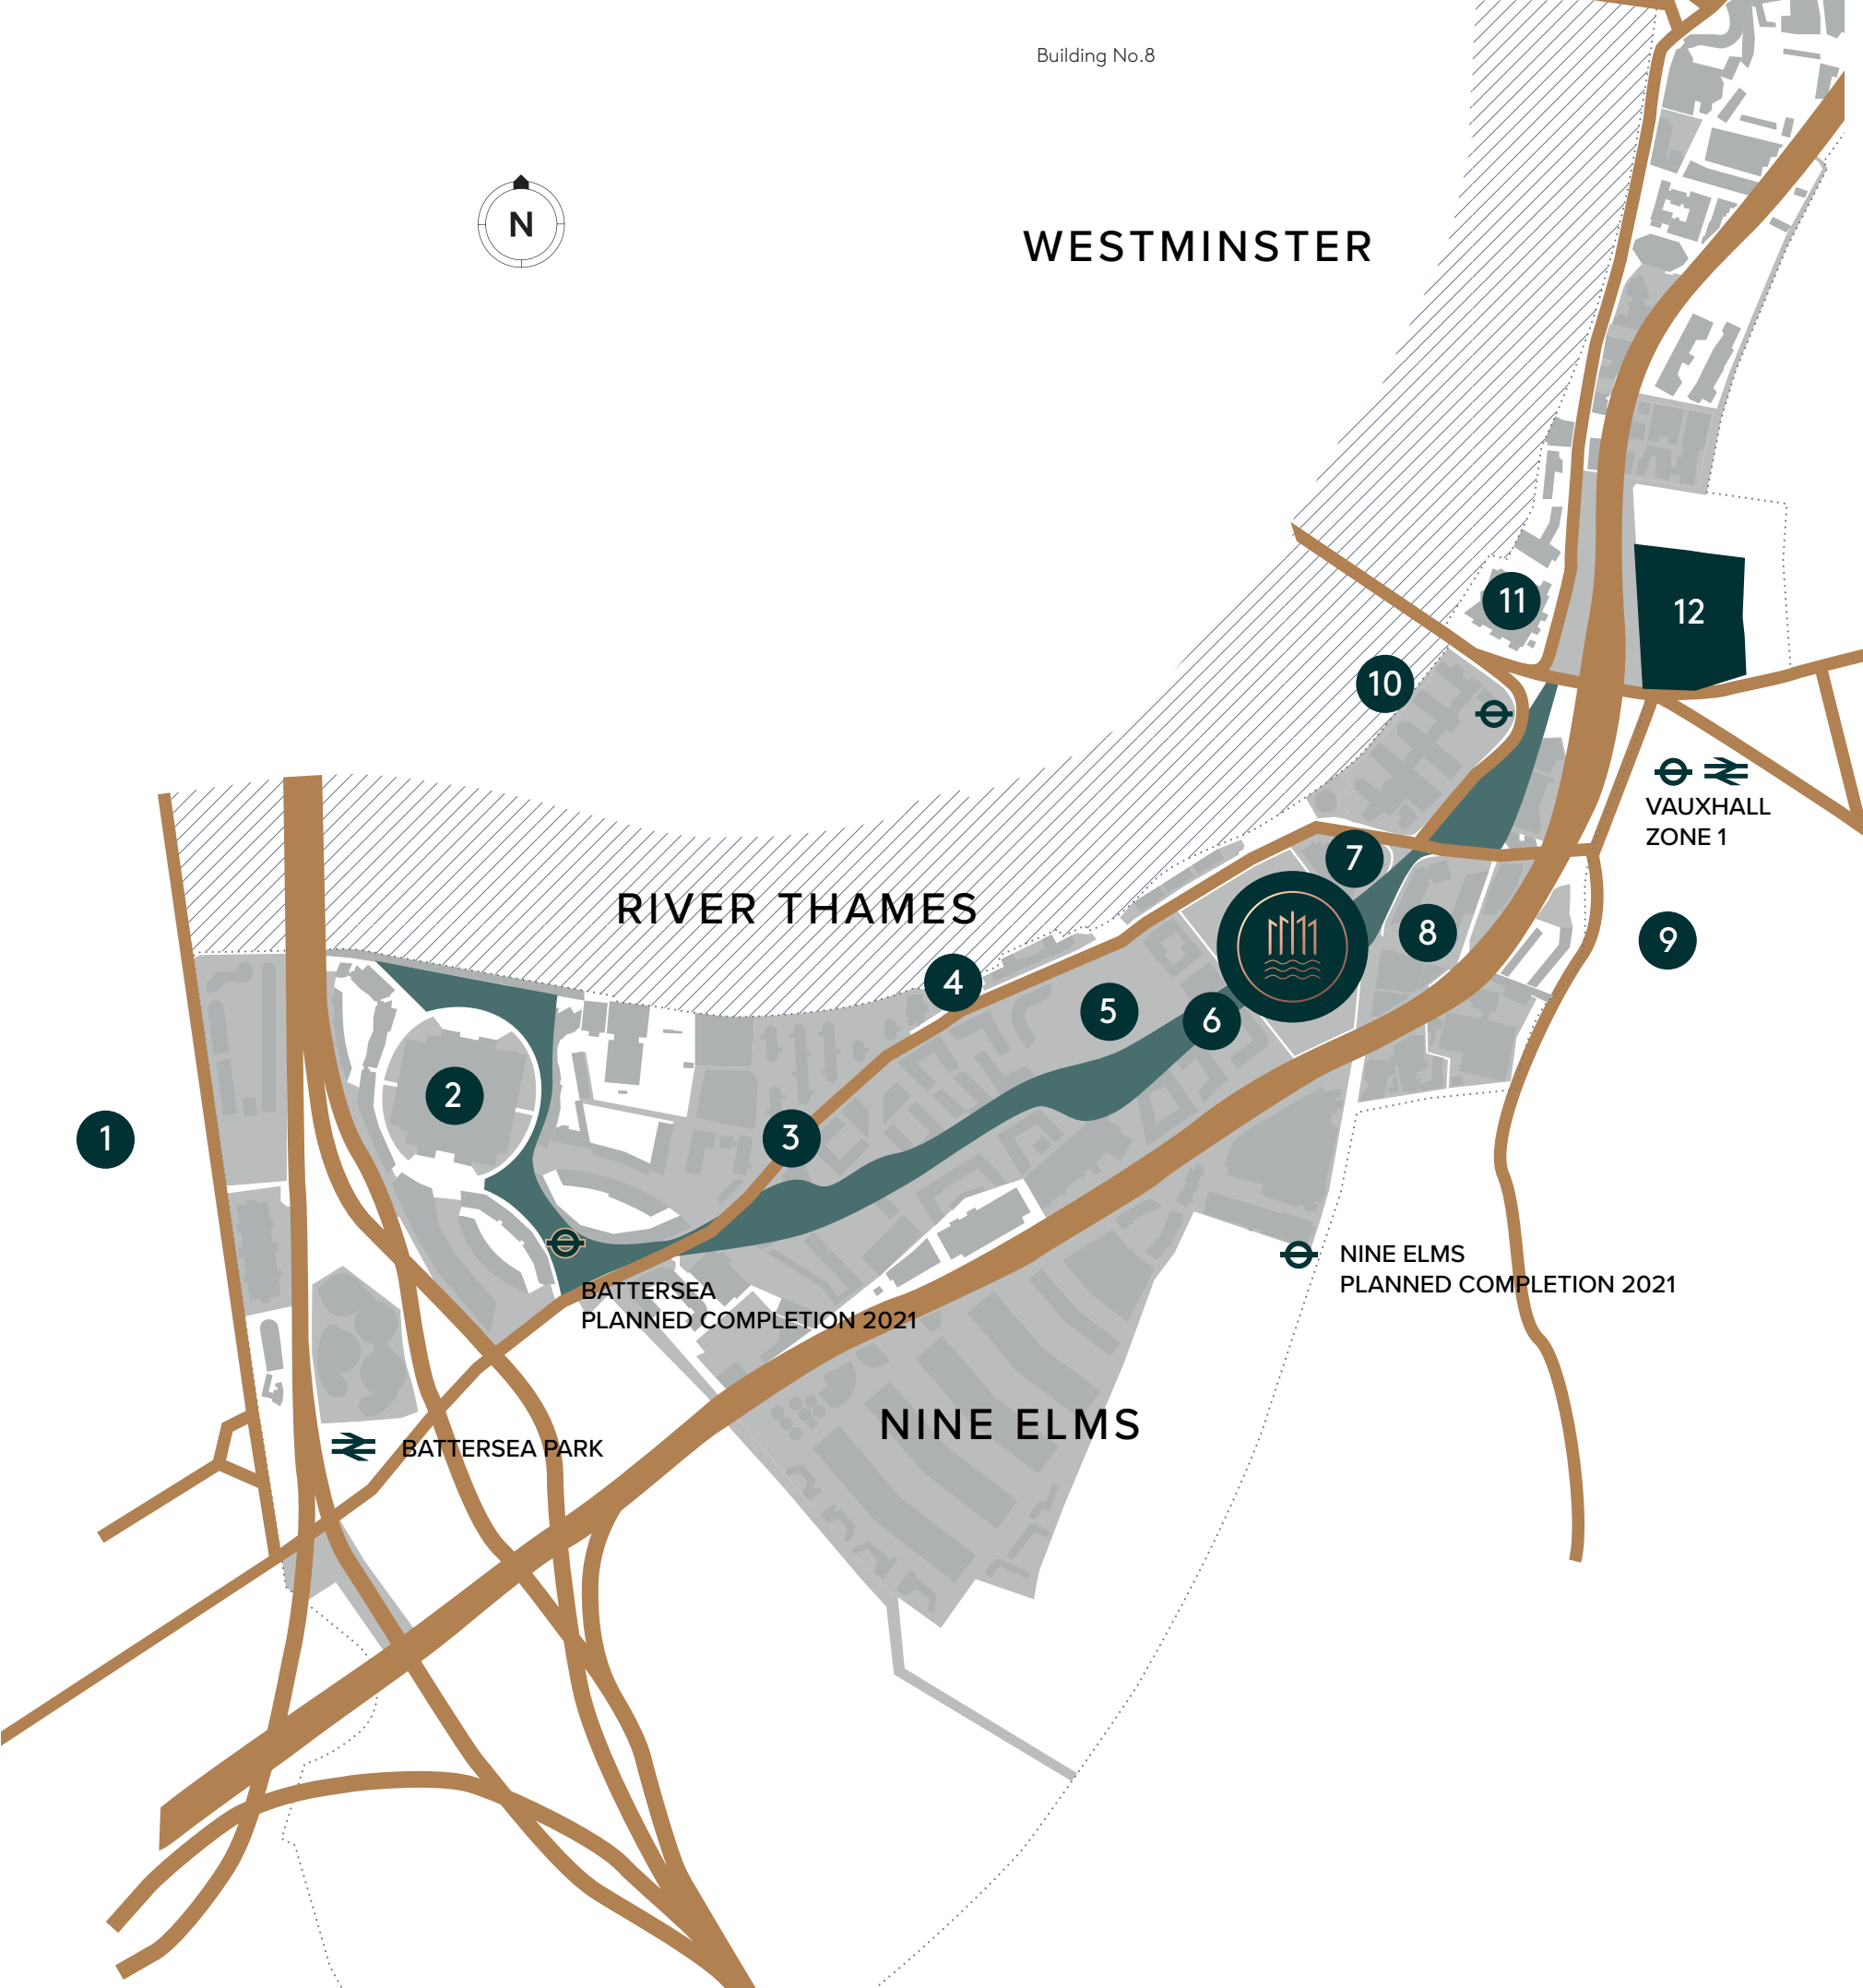 Building No.8
N
WESTMINSTER
11
12
10
VAUXHALL
ZONE 1
7
RIVER THAMES
8
9
4
5
6
2
3
1
NINE ELMS
PLANNED COMPLETION 2021
BATTERSEA
PLANNED COMPLETION 2021
NINE ELMS
BATTERSEA PARK